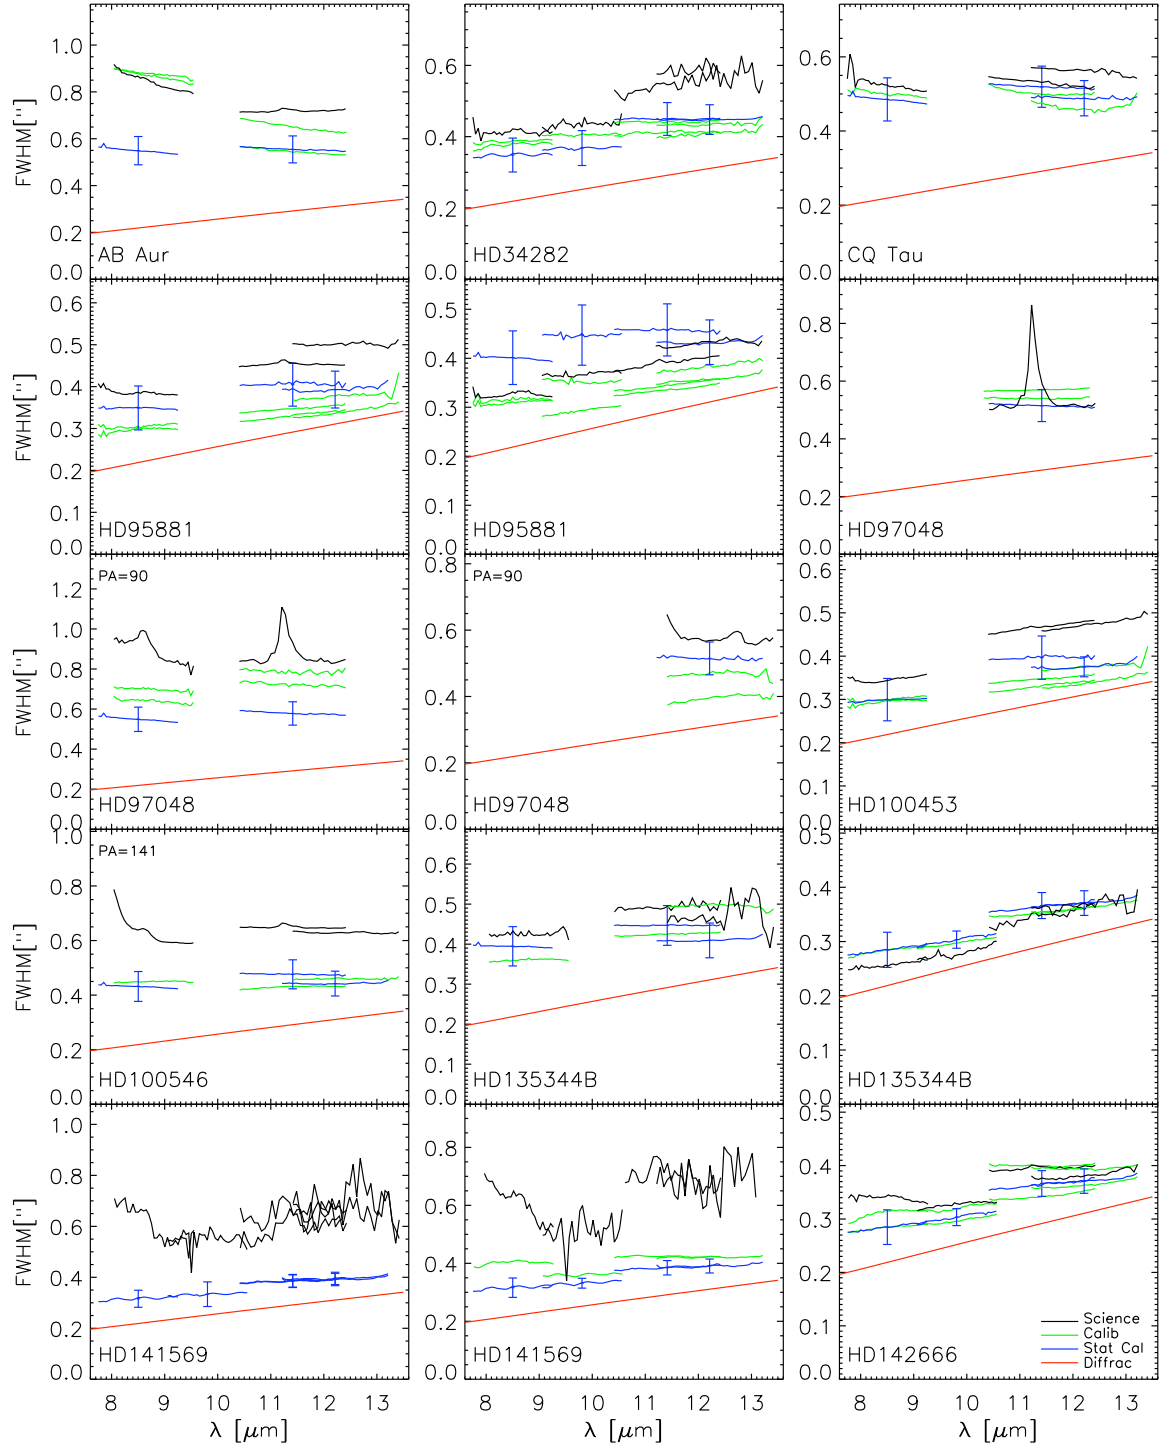 FWHM["]
1.0
0.8
0.6
0.4
0.2
0.0
AB Aur
0.6
0.4
0.2
0.0
HD34282
0.6
0.4
0.2
0.0
CQ Tau
FWHM["]
0.6
0.5
0.4
0.3
0.2
0.1
0.0
HD95881
0.5
0.4
0.3
0.2
0.1
0.0
HD95881
0.8
0.6
0.4
0.2
0.0
HD97048
FWHM["]
1.2
1.0
0.8
0.6
0.4
0.2
0.0
PA=90
HD97048
0.8
0.6
0.4
0.2
0.0
PA=90
HD97048
0.6
0.5
0.4
0.3
0.2
0.1
0.0
HD100453
FWHM["]
1.0
0.8
0.6
0.4
0.2
0.0
PA=141
HD100546
0.6
0.5
0.4
0.3
0.2
0.1
0.0
HD135344B
0.5
0.4
0.3
0.2
0.1
0.0
HD135344B
FWHM["]
1.0
0.8
0.6
0.4
0.2
0.0
HD141569
8 9 10 11 12 13
λ [μm]
0.8
0.6
0.4
0.2
0.0
HD141569
8 9 10 11 12 13
λ [μm]
0.5
0.4
0.3
0.2
0.1
0.0
HD142666
Science
Calib
Stat Cal
Diffrac
8 9 10 11 12 13
λ [μm]